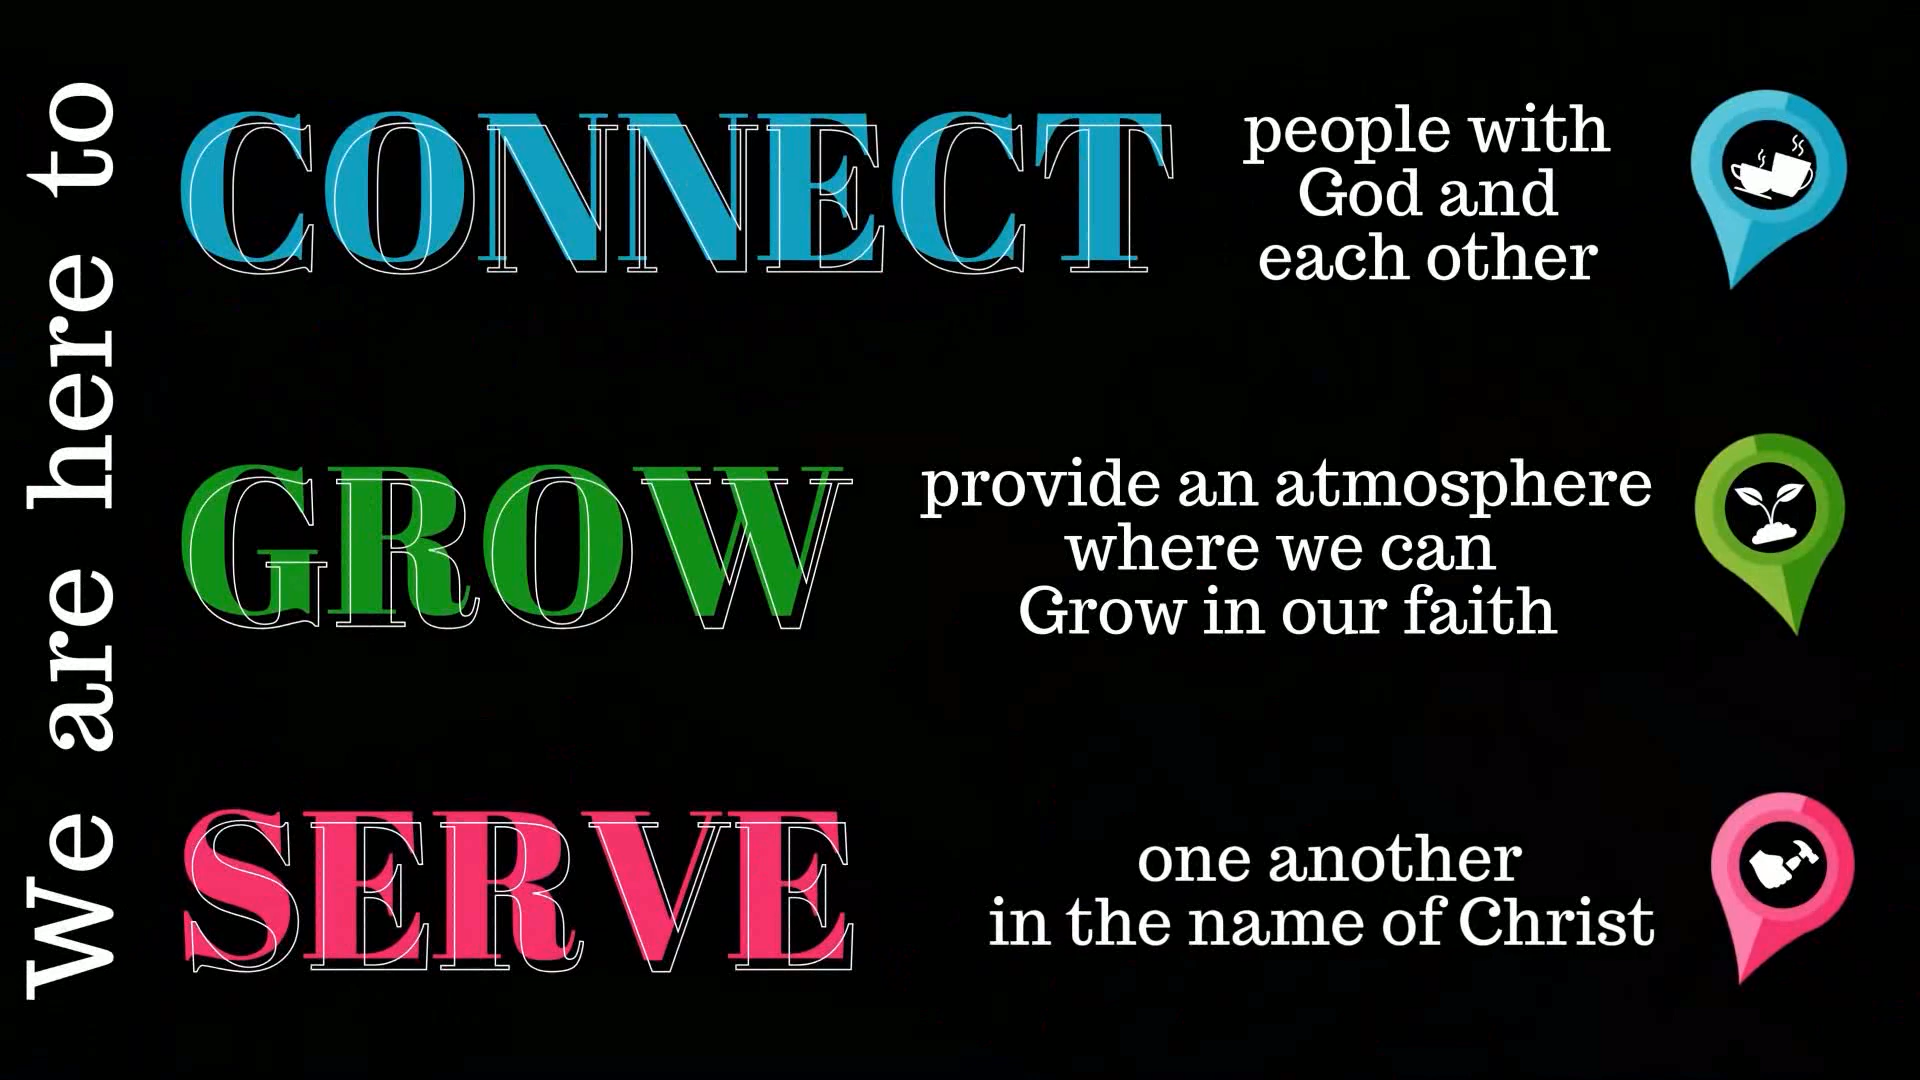 We are here to
CONNECT
people with
God and
each other
GROW
provide an atmosphere
where we can
Grow in our faith
SERVE
one another
in the name of Christ